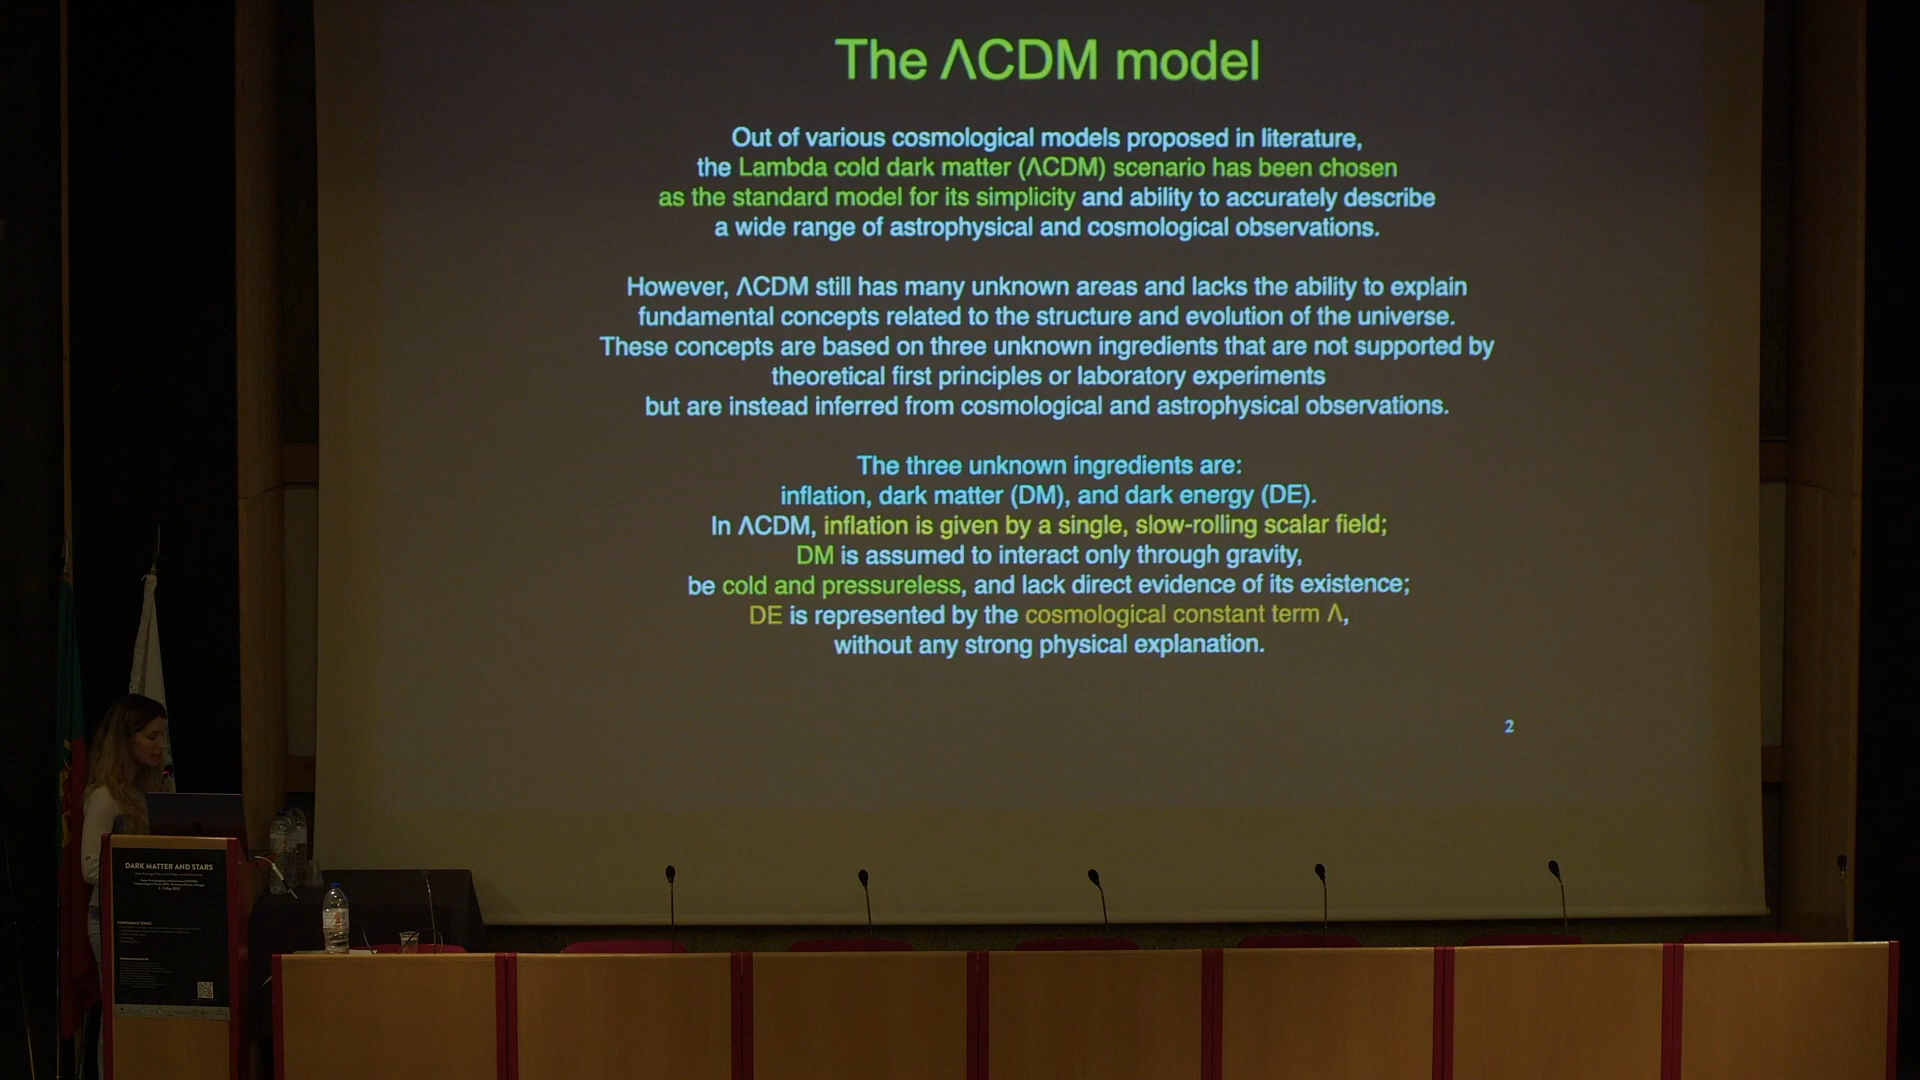 The ΛCDM model
Out of various cosmological models proposed in literature,
the Lambda cold dark matter (ΛCDM) scenario has been chosen
as the standard model for its simplicity and ability to accurately describe
a wide range of astrophysical and cosmological observations.
However, ΛCDM still has many unknown areas and lacks the ability to explain
fundamental concepts related to the structure and evolution of the universe.
These concepts are based on three unknown ingredients that are not supported by
theoretical first principles or laboratory experiments
but are instead inferred from cosmological and astrophysical observations.
The three unknown ingredients are:
inflation, dark matter (DM), and dark energy (DE).
In ΛCDM, inflation is given by a single, slow-rolling scalar field;
DM is assumed to interact only through gravity,
be cold and pressureless, and lack direct evidence of its existence;
DE is represented by the cosmological constant term Λ,
without any strong physical explanation.
2
DARK MATTER AND STARS
CONFERENCE TOPICS